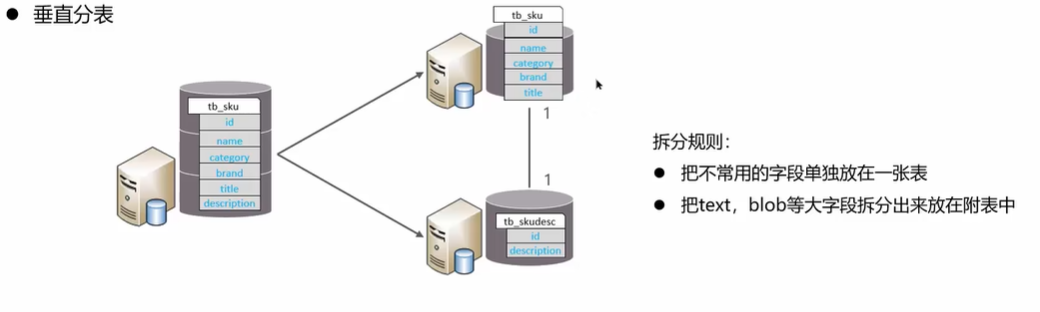 ● 垂直分表
tb_sku
id
name
category
brand
title
description
tb_sku
id
name
category
brand
title
1
1
tb_skudesc
id
description
拆分规则：
● 把不常用的字段单独放在一张表
● 把text，blob等大字段拆分出来放在附表中